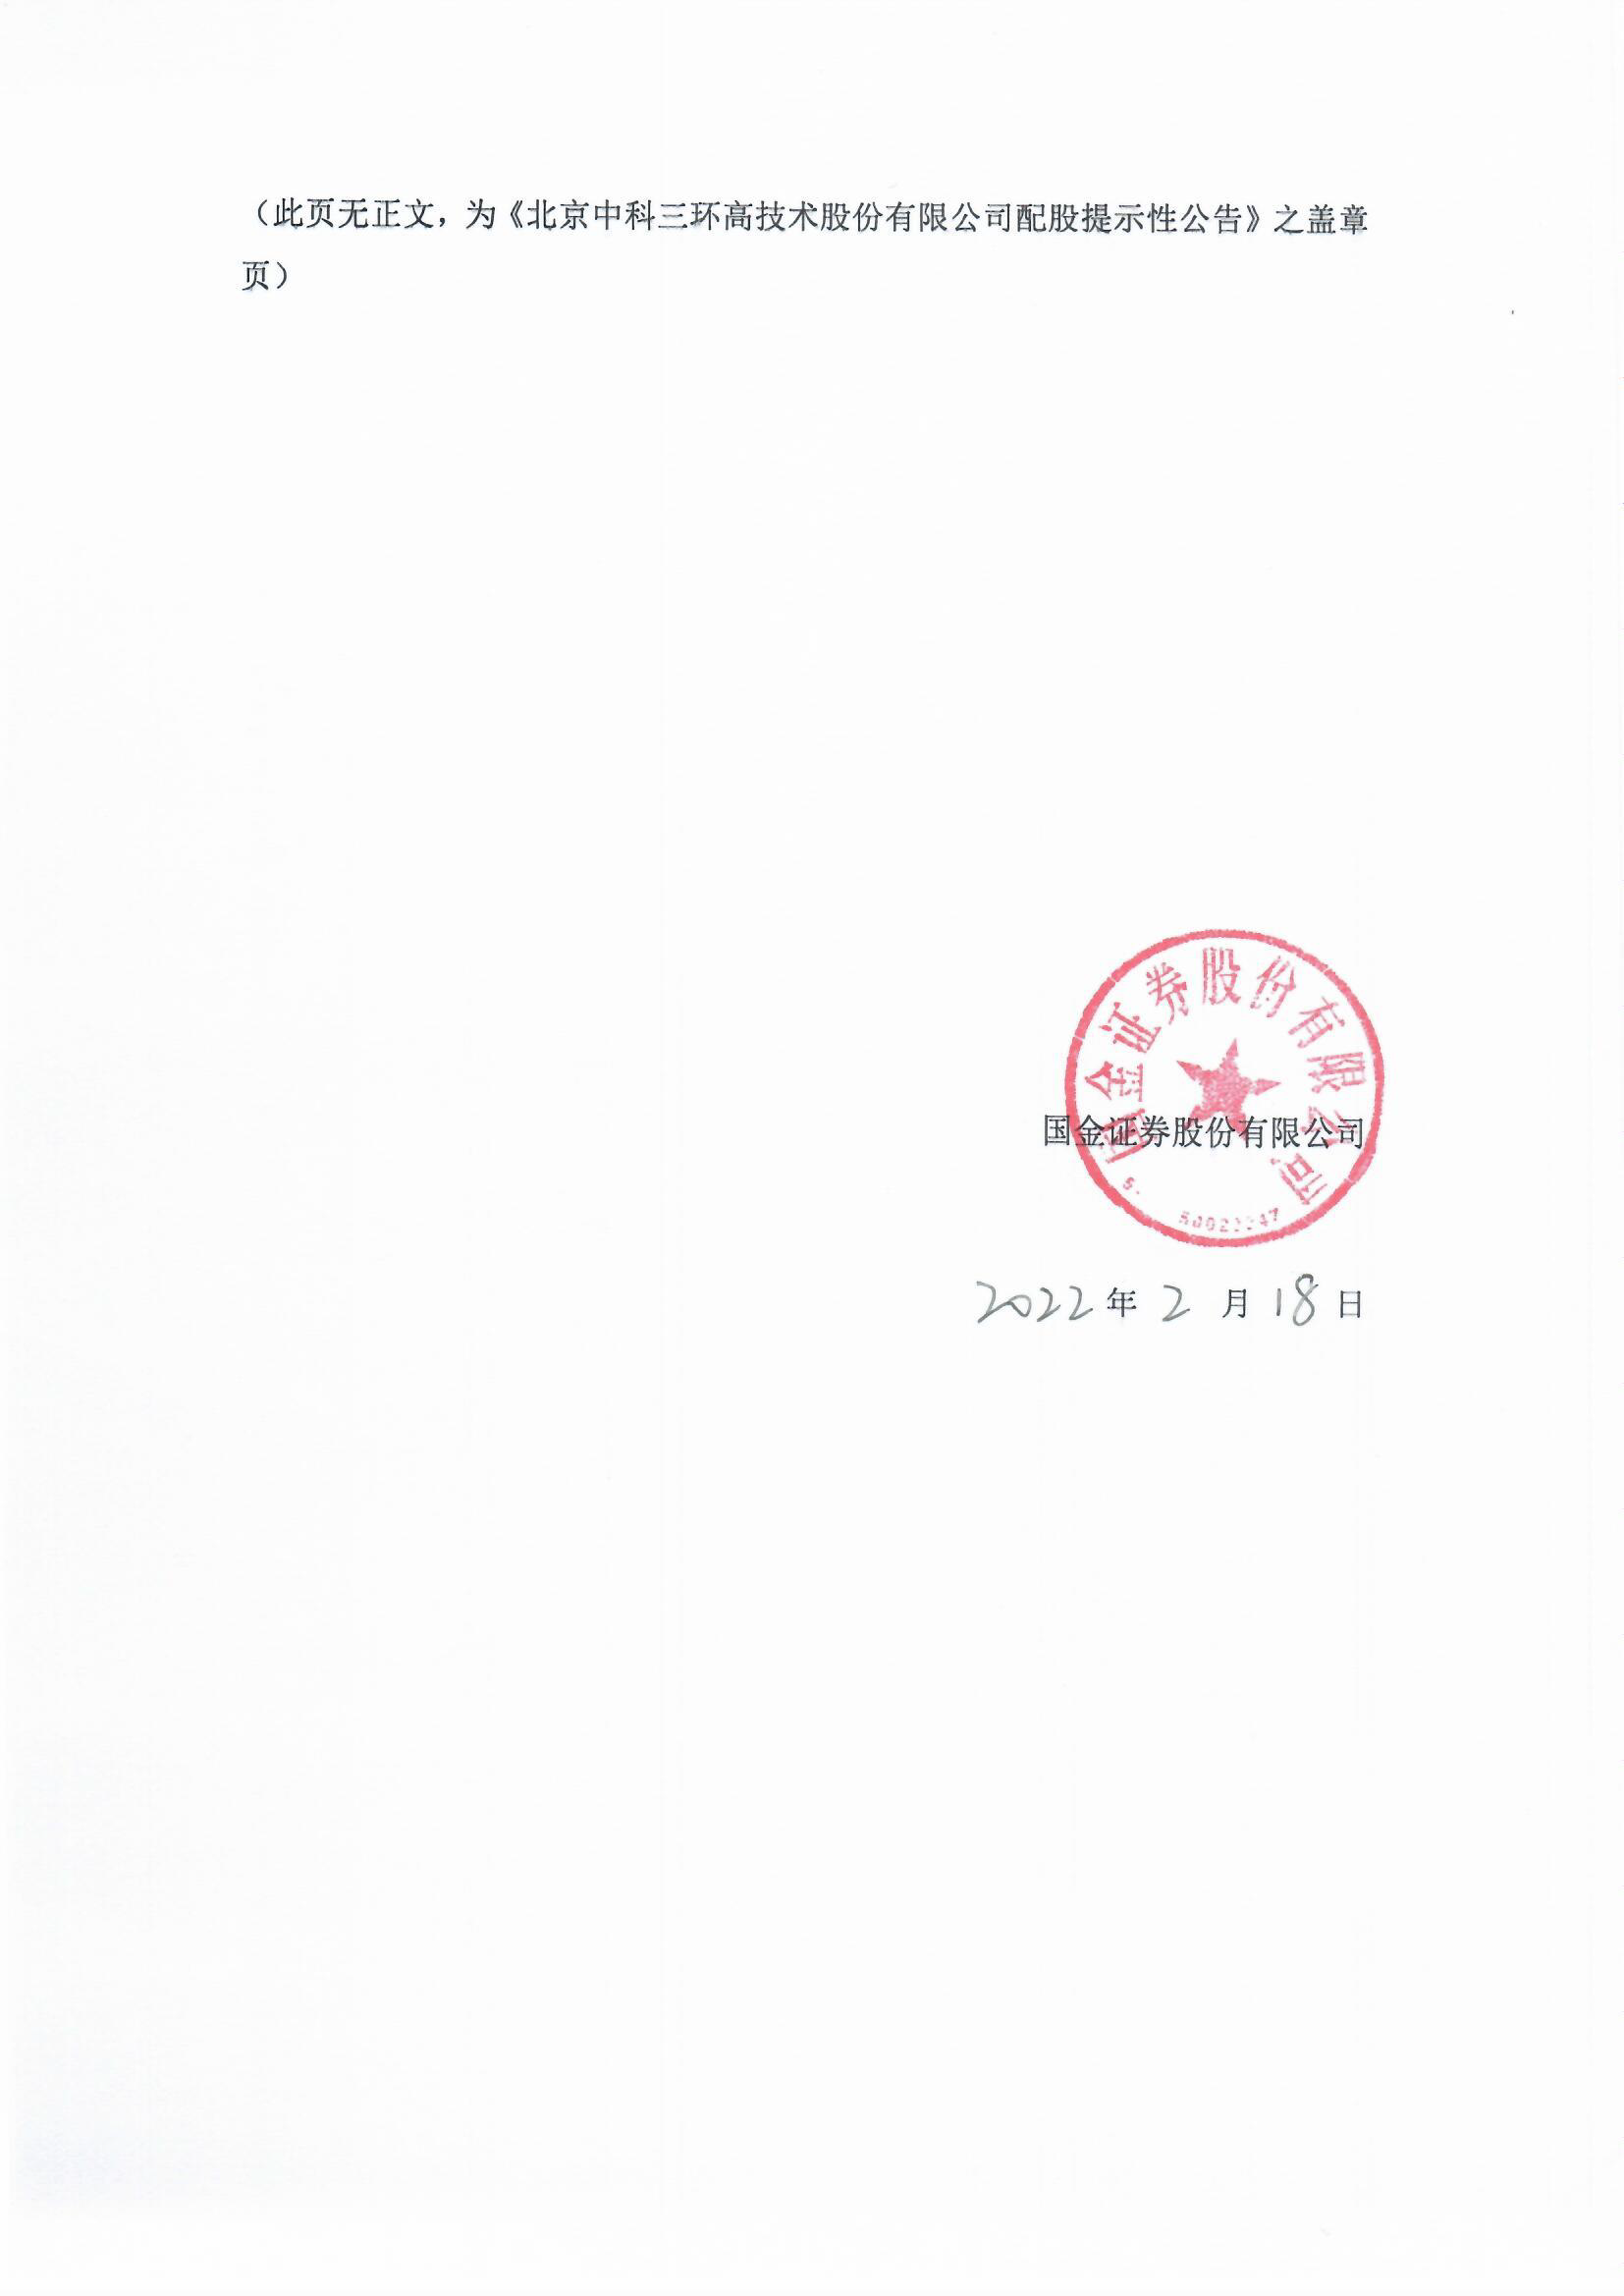 （此页无正文，为《北京中科三环高技术股份有限公司配股提示性公告》之盖章
页）
国金证券股份有限公司
国金证券股份有限公司
2022年2月18日